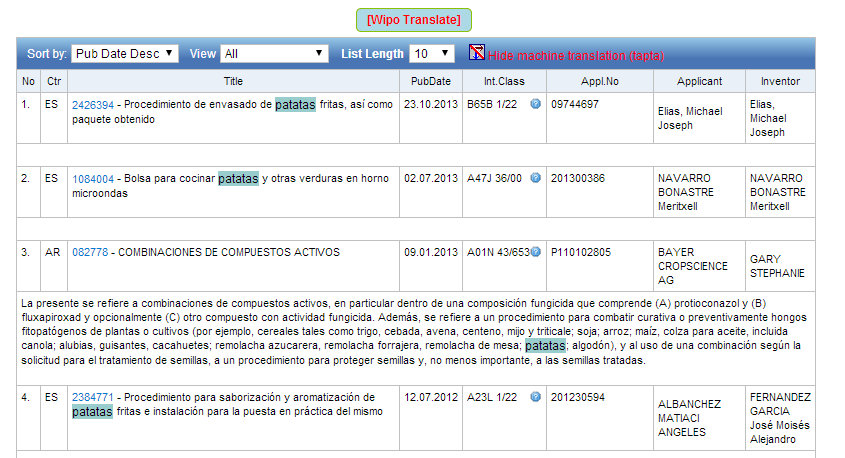 [Wipo Translate]
Sort by: Pub Date Desc View All List Length 10 Hide machine translation (tapta)
No Ctr Title PubDate Int.Class Appl.No Applicant Inventor
1. ES 2426394 - Procedimiento de envasado de patatas fritas, así como paquete obtenido 23.10.2013 B65B 1/22 09744697 Elias, Michael Joseph Elias, Michael Joseph
2. ES 1084004 - Bolsa para cocinar patatas y otras verduras en horno microondas 02.07.2013 A47J 36/00 201300386 NAVARRO BONASTRE Meritxell NAVARRO BONASTRE Meritxell
3. AR 082778 - COMBINACIONES DE COMPUESTOS ACTIVOS 09.01.2013 A01N 43/653 P110102805 BAYER CROPSCIENCE AG GARY STEPHANIE
La presente se refiere a combinaciones de compuestos activos, en particular dentro de una composición fungicida que comprende (A) protioconazol y (B)
fluxapiroxad y opcionalmente (C) otro compuesto con actividad fungicida. Además, se refiere a un procedimiento para combatir curativa o preventivamente hongos
fitopatógenos de plantas o cultivos (por ejemplo, cereales tales como trigo, cebada, avena, centeno, mijo y triticale; soja; arroz; maíz, colza para aceite, incluida
canola; alubias, guisantes, cacahuetes; remolacha azucarera, remolacha forrajera, remolacha de mesa; patatas; algodón), y al uso de una combinación según la
solicitud para el tratamiento de semillas, a un procedimiento para proteger semillas y, no menos importante, a las semillas tratadas.
4. ES 2384771 - Procedimiento para saborización y aromatización de patatas fritas e instalación para la puesta en práctica del mismo 12.07.2012 A23L 1/22 201230594 ALBANCHEZ MATIACI ANGELES FERNANDEZ GARCIA José Moisés Alejandro